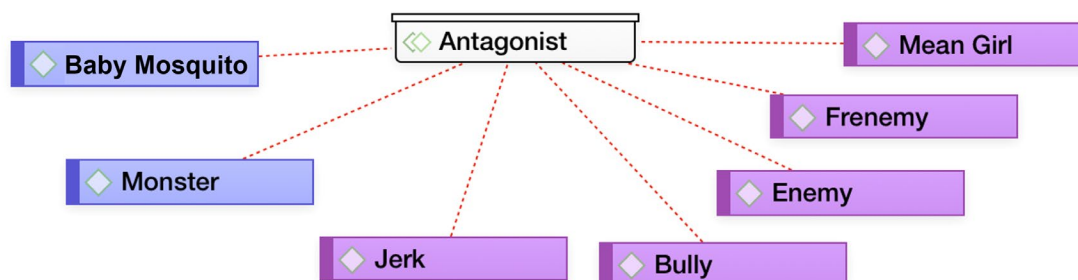 Antagonist
Mean Girl
Baby Mosquito
Frenemy
Monster
Enemy
Jerk
Bully